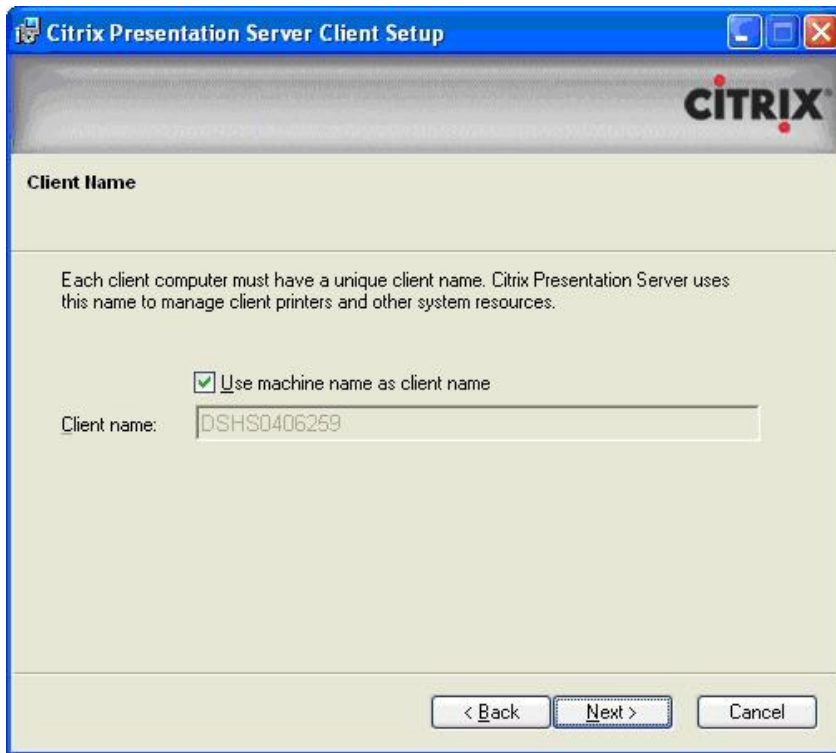 Citrix Presentation Server Client Setup
CİTRIX®
Client Name
Each client computer must have a unique client name. Citrix Presentation Server uses
this name to manage client printers and other system resources.
Use machine name as client name
Client name: DSHS0406259
< Back Next > Cancel